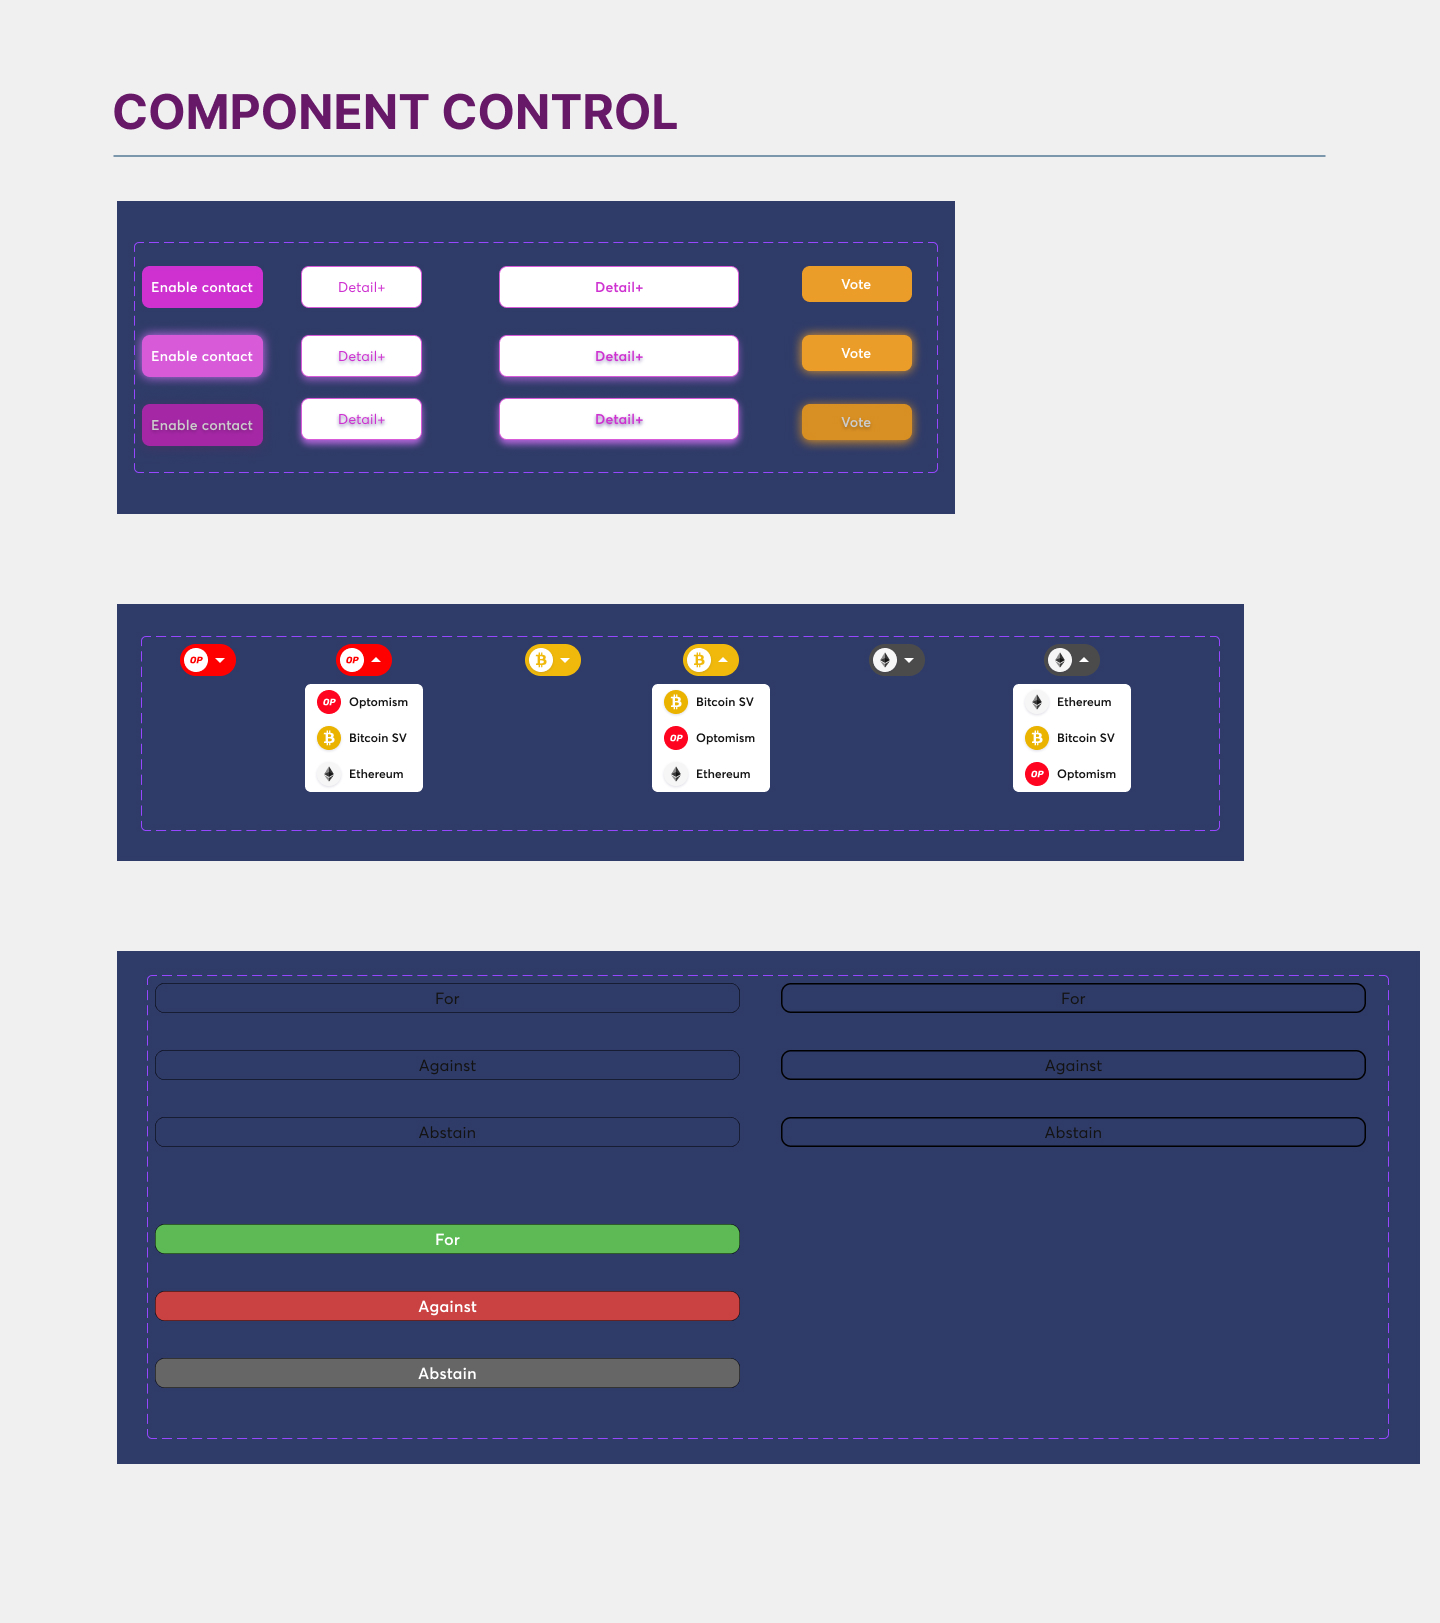 COMPONENT CONTROL
Enable contact Detail+ Detail+ Vote
Enable contact Detail+ Detail+ Vote
Enable contact Detail+ Detail+ Vote
OP OP
OP Optomism Bitcoin SV Ethereum
Bitcoin SV OP Optomism Bitcoin SV
Ethereum Ethereum OP Optomism
For For
Against Against
Abstain Abstain
For
Against
Abstain